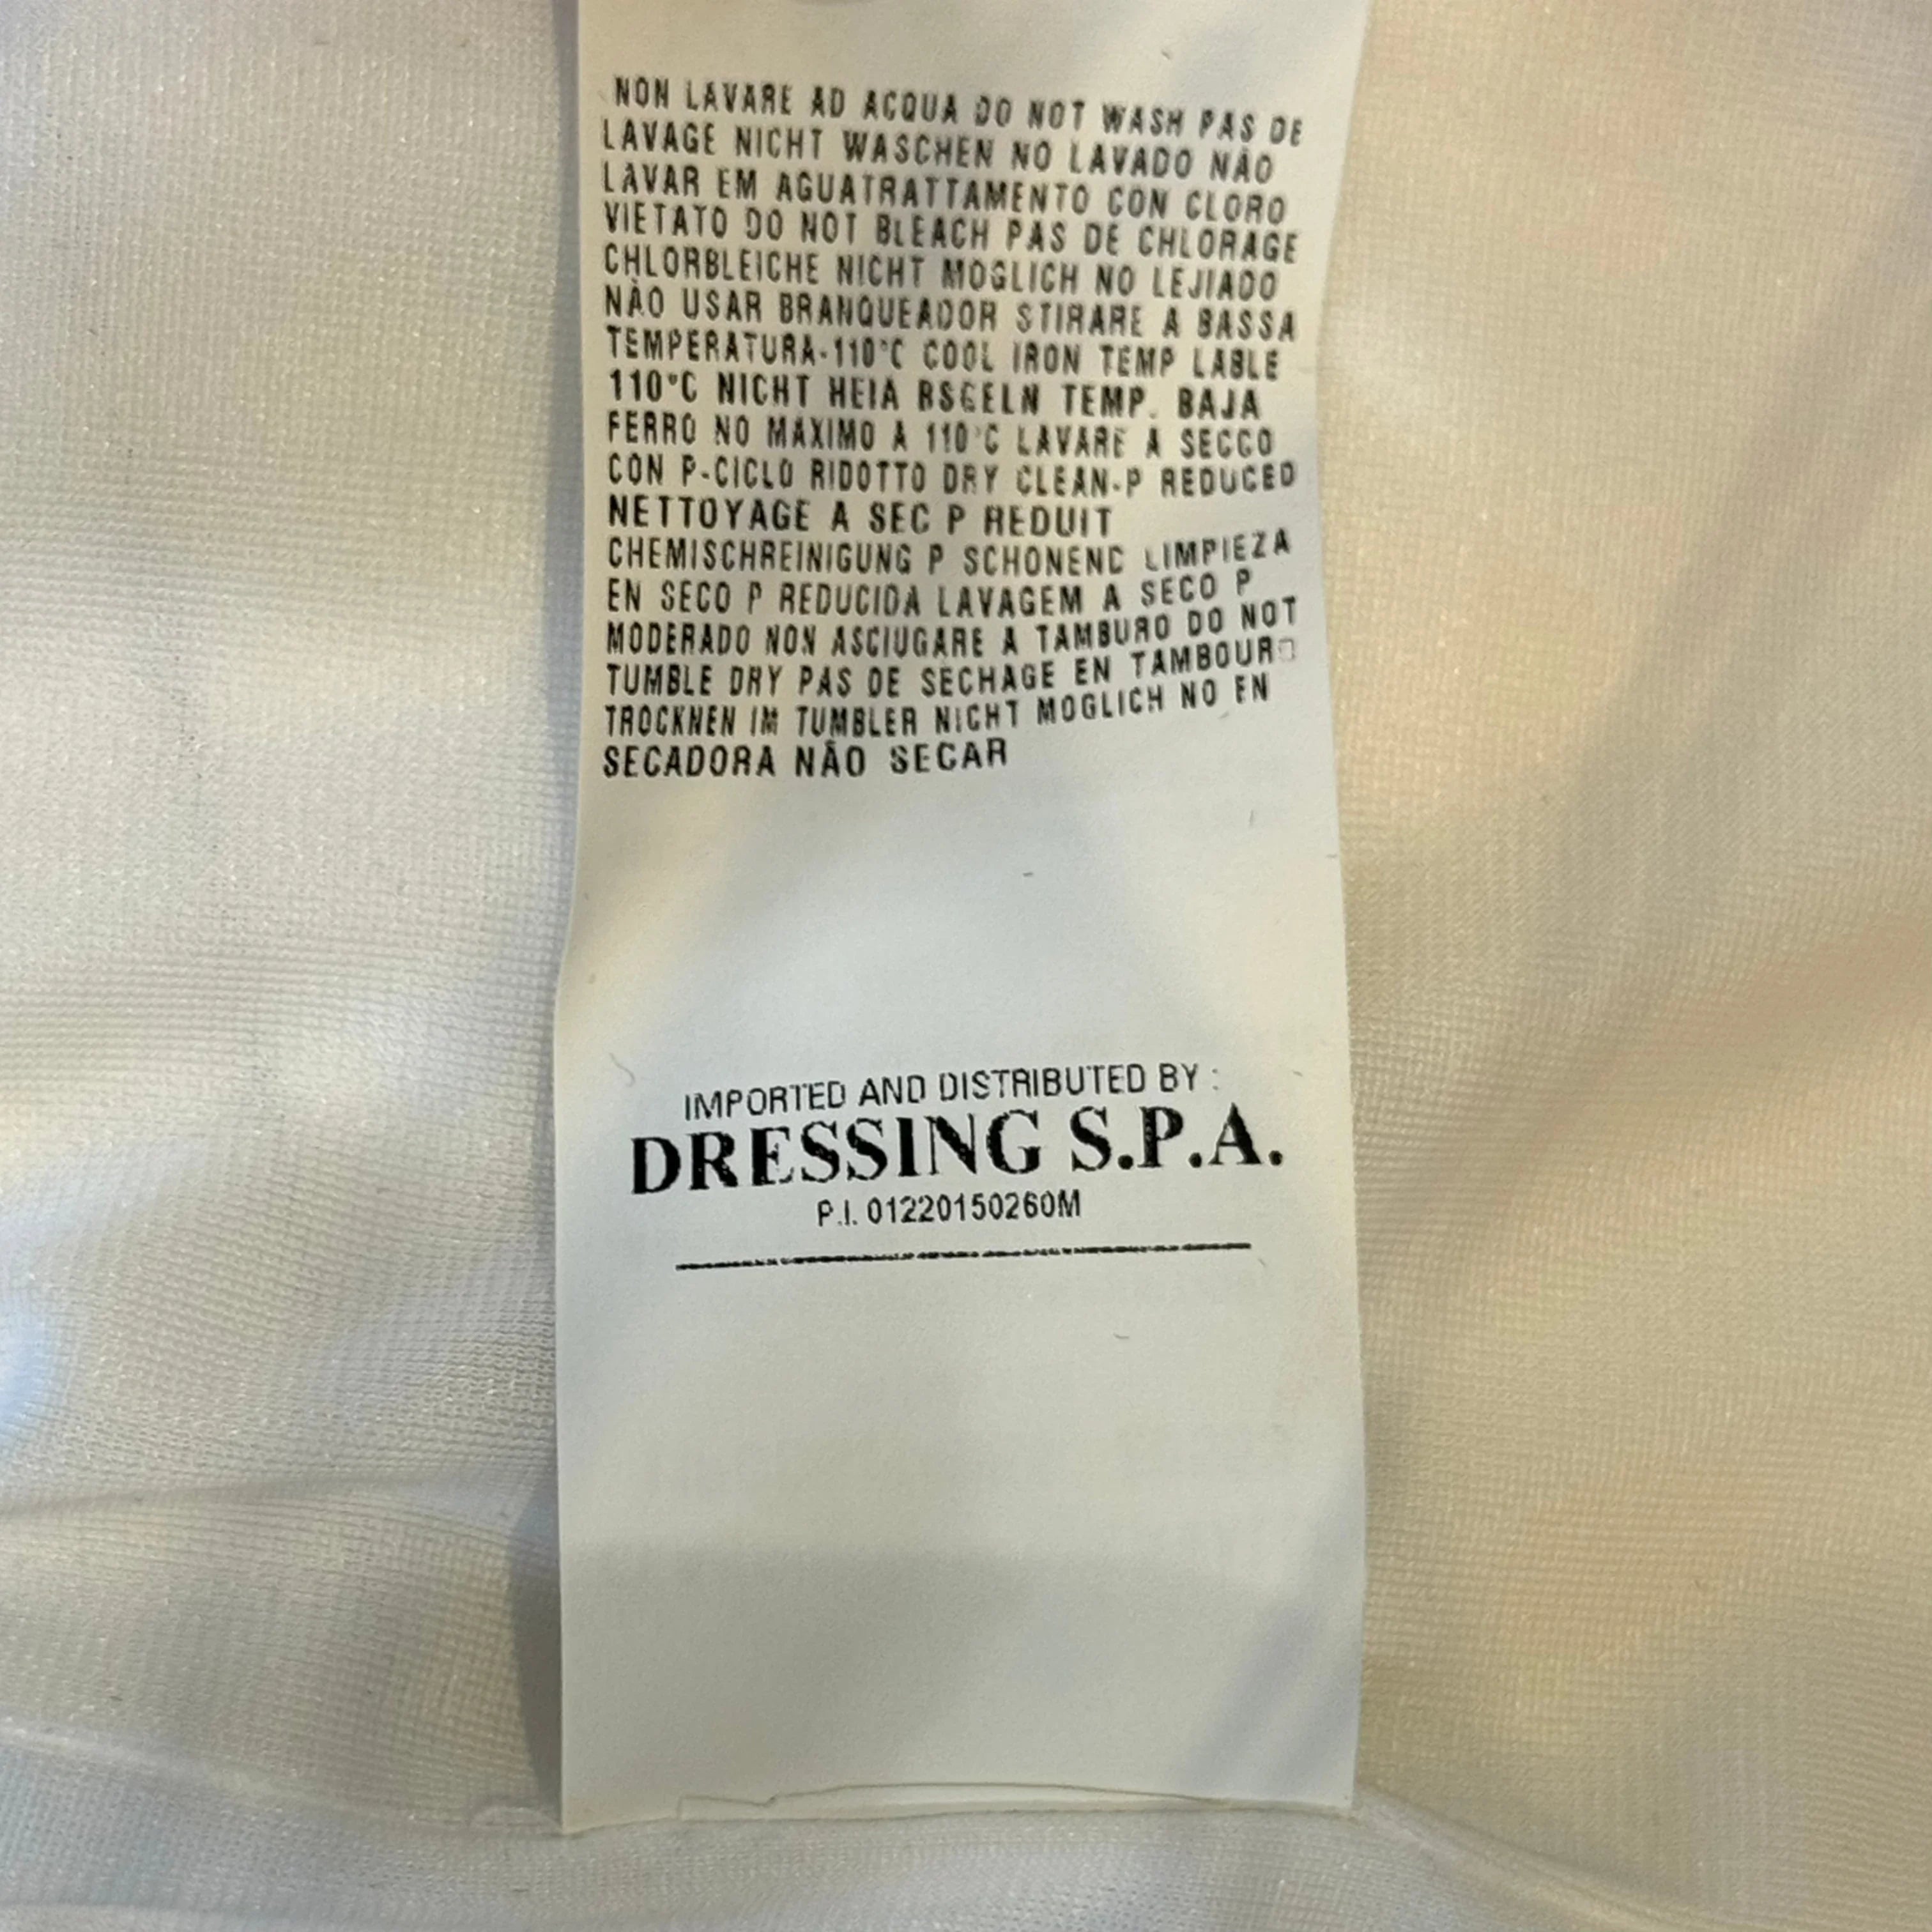 NON LAVARE AD ACQUA DO NOT WASH PAS DE
LAVAGE NICHT WASCHEN NO LAVADO NÃO
LAVAR EM AGUATRATTAMENTO CON CLORO
VIETATO DO NOT BLEACH PAS DE CHLORAGE
CHLORBLEICHE NICHT MOGLICH NO LEJIADO
NÃO USAR BRANQUEADOR STIRARE A BASSA
TEMPERATURA-110°C COOL IRON TEMP LABLE
110°C NICHT HEIA BSGELN TEMP. BAJA
FERRO NO MAXIMO A 110°C LAVARE A SECCO
CON P-CICLO RIDOTTO DRY CLEAN-P REDUCED
NETTOYAGE A SEC P REDUIT
CHEMISCHREINIGUNG P SCHONENC LIMPIEZA
EN SECO P REDUCIDA LAVAGEM A SECO P
MODERADO NON ASCIUGARE A TAMBURO DO NOT
TUMBLE DRY PAS DE SECHAGE EN TAMBOUR□
TROCKNEN IM TUMBLER NICHT MOGLICH NO EN
SECADORA NÃO SECAR
IMPORTED AND DISTRIBUTED BY :
DRESSING S.P.A.
P.I. 01220150260M